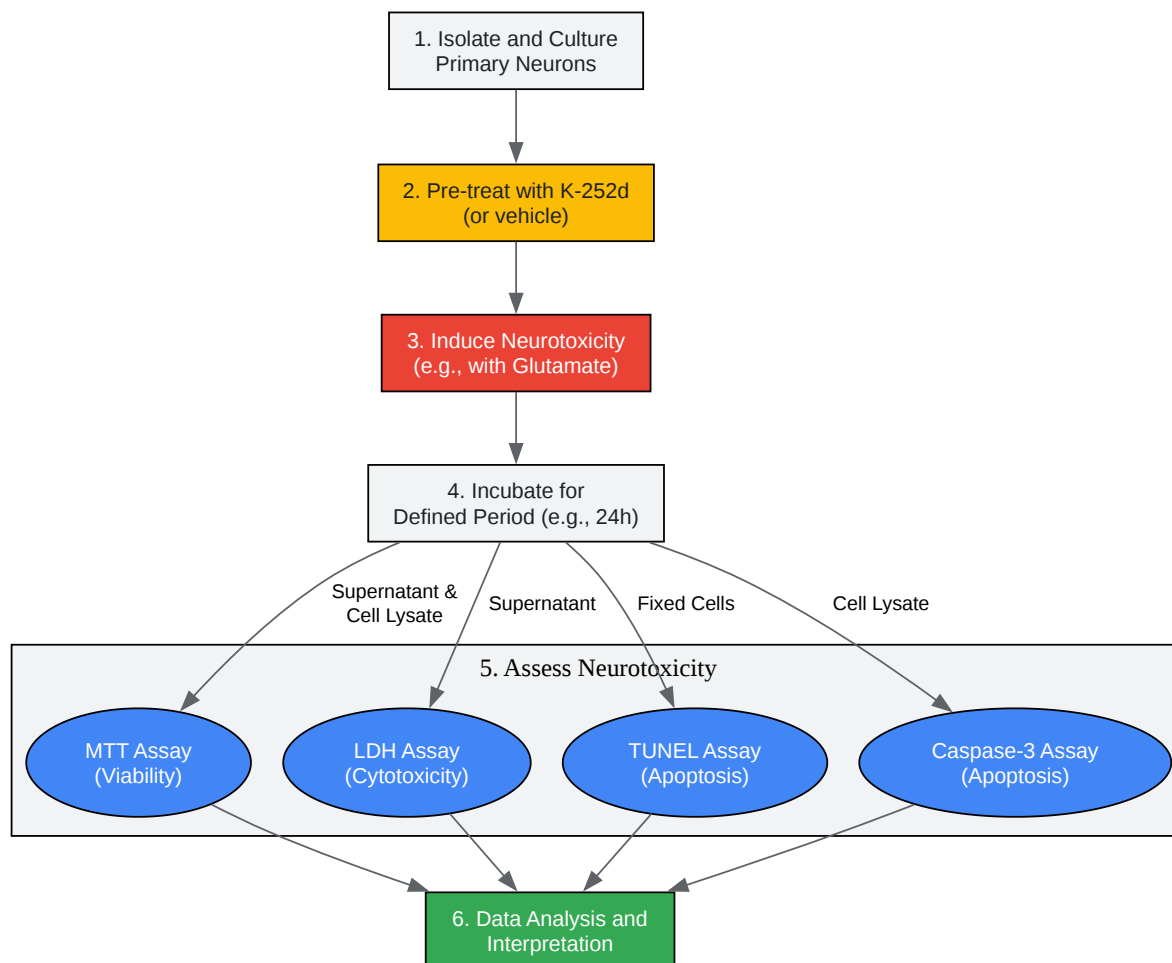 1. Isolate and Culture
Primary Neurons
2. Pre-treat with K-252d
(or vehicle)
3. Induce Neurotoxicity
(e.g., with Glutamate)
4. Incubate for
Defined Period (e.g., 24h)
Supernatant &
Cell Lysate
Supernatant
Fixed Cells
Cell Lysate
5. Assess Neurotoxicity
MTT Assay
(Viability)
LDH Assay
(Cytotoxicity)
TUNEL Assay
(Apoptosis)
Caspase-3 Assay
(Apoptosis)
6. Data Analysis and
Interpretation